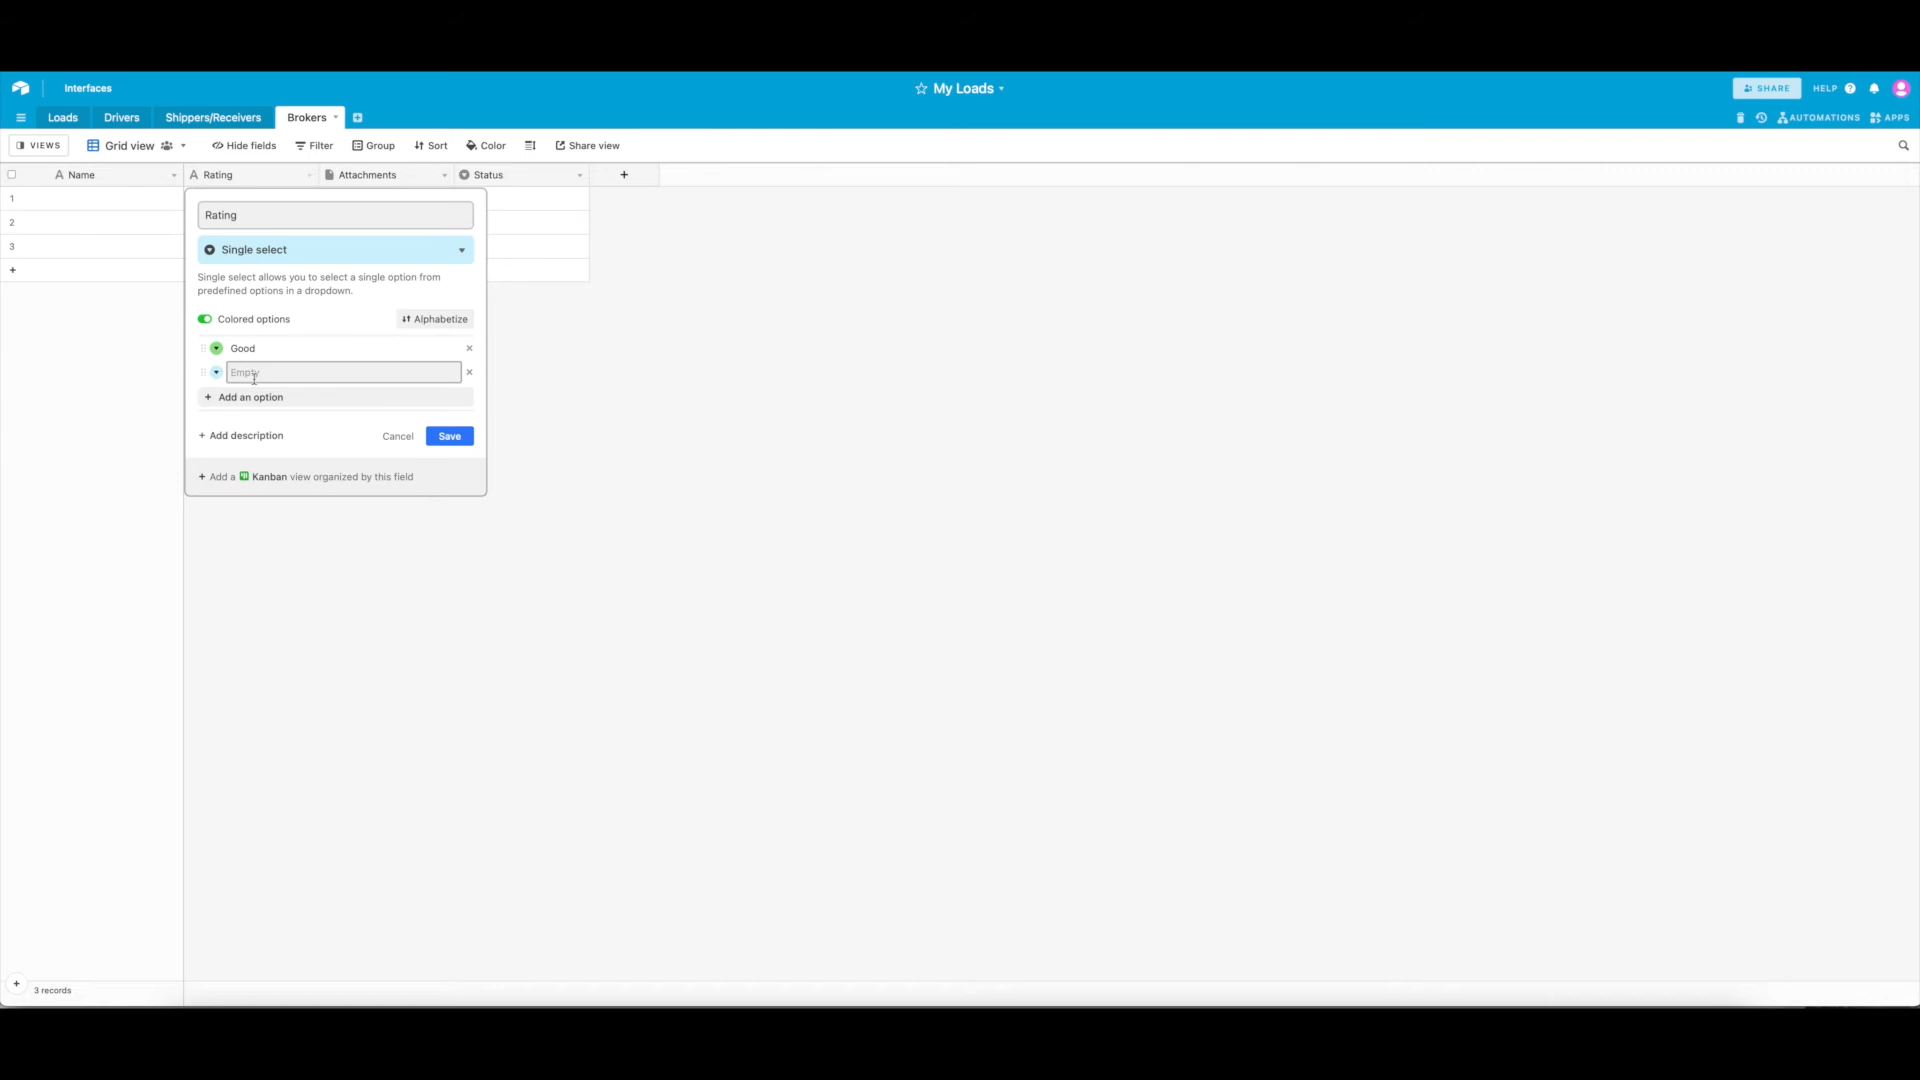 Interfaces
My Loads
SHARE
HELP
Loads
Drivers
Shippers/Receivers
Brokers
AUTOMATIONS
APPS
VIEWS
Grid view
Hide fields
Filter
Group
Sort
Color
Share view
Name
Rating
Attachments
Status
1
2
3
Rating
Single select
Single select allows you to select a single option from
predefined options in a dropdown.
Colored options
Alphabetize
Good
Empty
+ Add an option
+ Add description
Cancel
Save
+ Add a Kanban view organized by this field
3 records